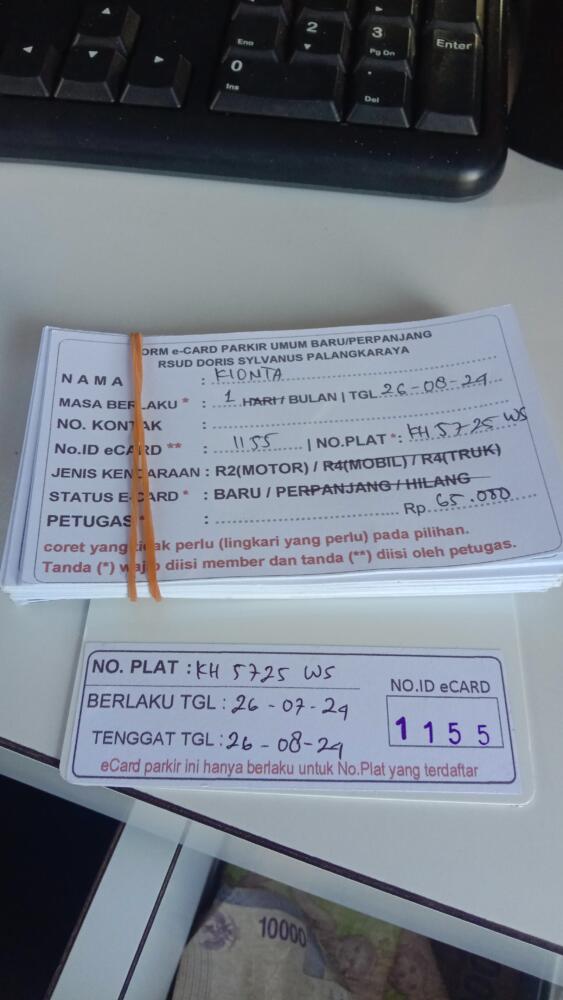 Enter
2
3
Pg Dn
0
Ins
.
Del
FORM e-CARD PARKIR UMUM BARU/PERPANJANG
RSUD DORIS SYLVANUS PALANGKARAYA
NAMA : KIONTA
MASA BERLAKU * : 1 HARI / BULAN | TGL 26-08-24
NO. KONTAK :
No.ID eCARD ** : 1155 | NO.PLAT *: KH 5725 WS
JENIS KENDARAAN : R2(MOTOR) / R4(MOBIL) / R4(TRUK)
STATUS E-CARD * : BARU / PERPANJANG / HILANG
PETUGAS * : Rp. 65.000
coret yang tidak perlu (lingkari yang perlu) pada pilihan.
Tanda (*) wajib diisi member dan tanda (**) diisi oleh petugas.
NO. PLAT : KH 5725 WS
NO.ID eCARD
BERLAKU TGL : 26 - 07 - 24
1155
TENGGAT TGL : 26 - 08 - 24
eCard parkir ini hanya berlaku untuk No.Plat yang terdaftar
10000